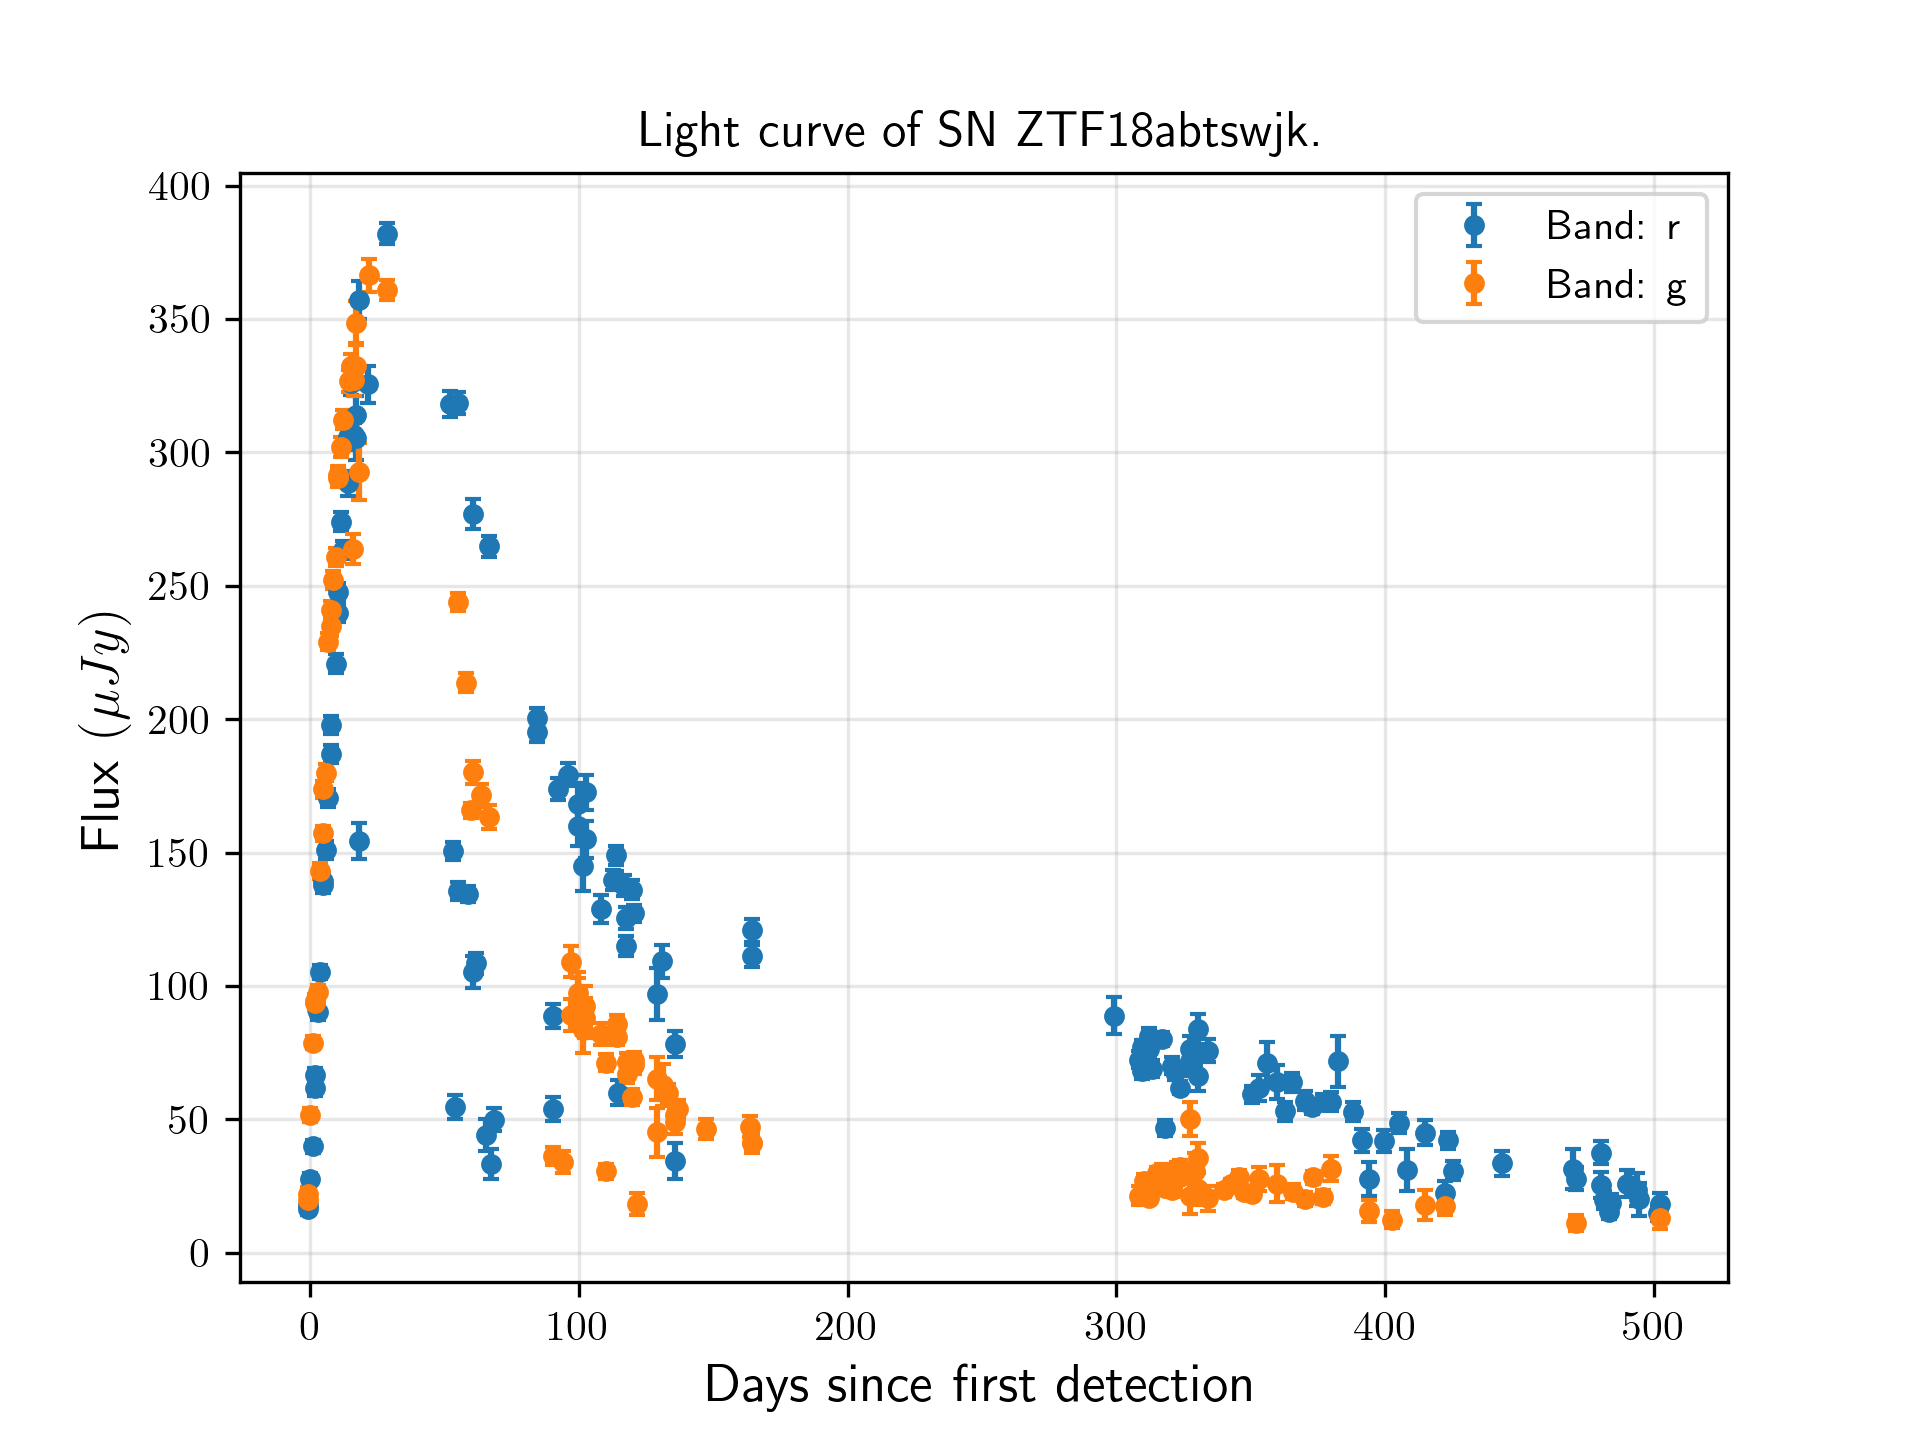 Light curve of SN ZTF18abtswjk.
400
350
300
250
200
150
100
50
0
Flux (μJy)
Band: r
Band: g
0 100 200 300 400 500
Days since first detection